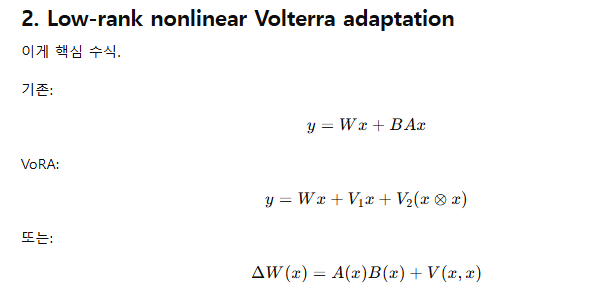 2. Low-rank nonlinear Volterra adaptation
이게 핵심 수식.
기존:
y = Wx + BAx
VoRA:
y = Wx + V₁x + V₂(x ⊗ x)
또는:
ΔW(x) = A(x)B(x) + V(x, x)